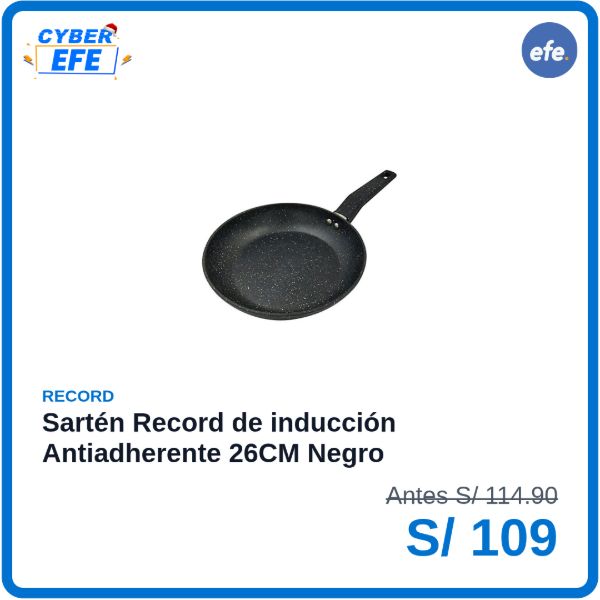 CYBER
EFE
efe.
RECORD
Sartén Record de inducción
Antiadherente 26CM Negro
Antes S/ 114.90
S/ 109